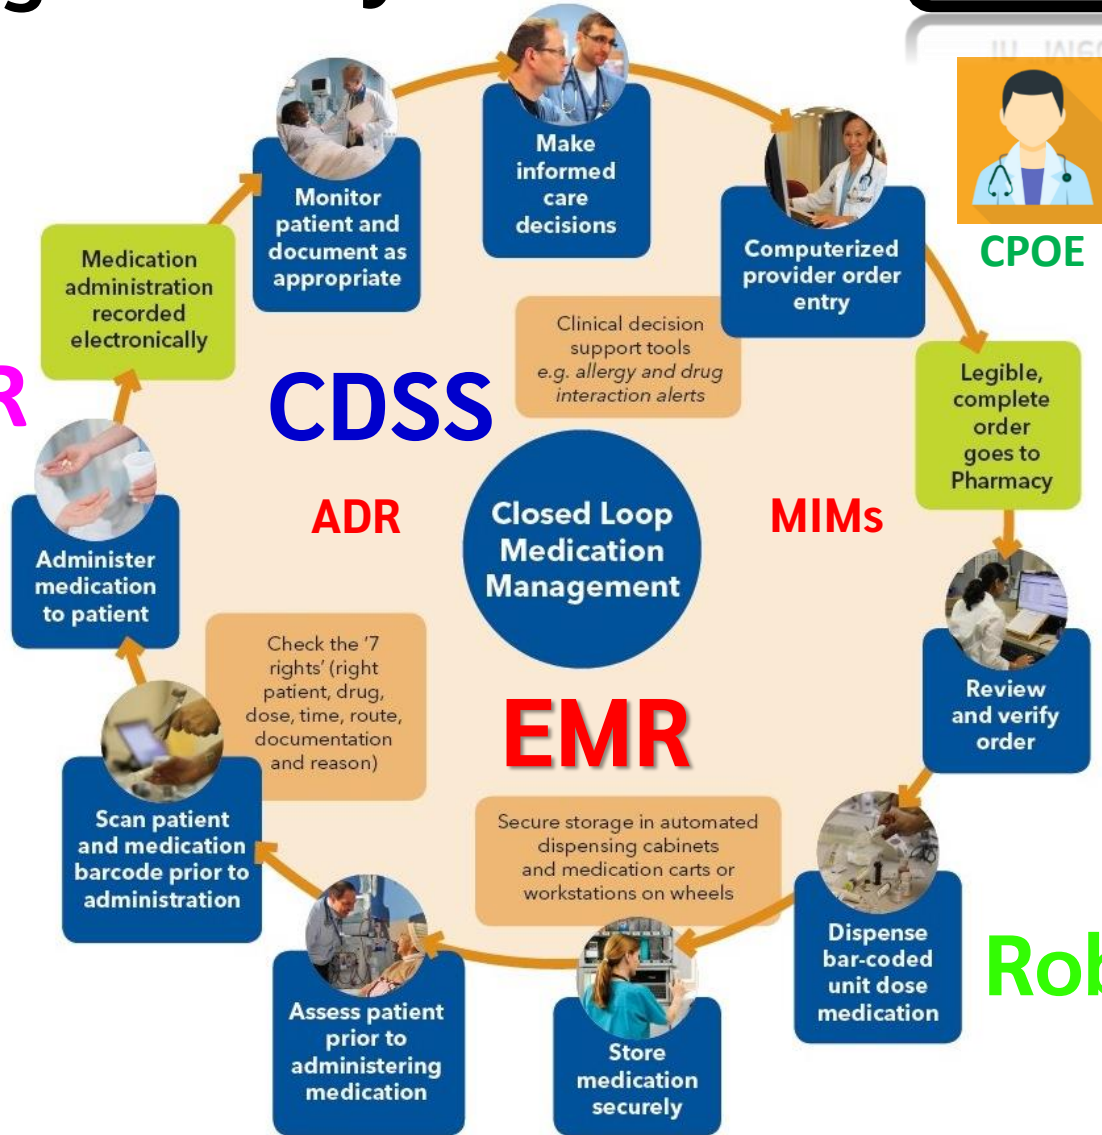 Make
informed
care
decisions
Monitor
patient and
document as
appropriate
Computerized
provider order
entry
CPOE
Medication
administration
recorded
electronically
Clinical decision
support tools
e.g. allergy and drug
interaction alerts
Legible,
complete
order
goes to
Pharmacy
R
CDSS
ADR
MIMs
Closed Loop
Medication
Management
Administer
medication
to patient
Check the '7
rights' (right
patient, drug,
dose, time, route,
documentation
and reason)
EMR
Review
and verify
order
Scan patient
and medication
barcode prior to
administration
Secure storage in automated
dispensing cabinets
and medication carts or
workstations on wheels
Dispense
bar-coded
unit dose
medication
Rob
Assess patient
prior to
administering
medication
Store
medication
securely